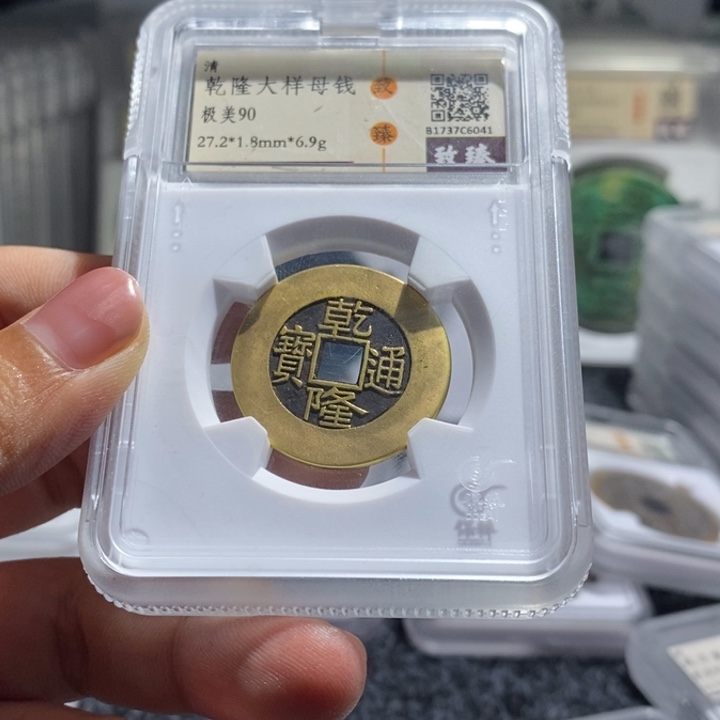 清
乾隆大样母钱
极美90
27.2*1.8mm*6.9g
致
臻
B1737C6041
致臻
乾隆通寳